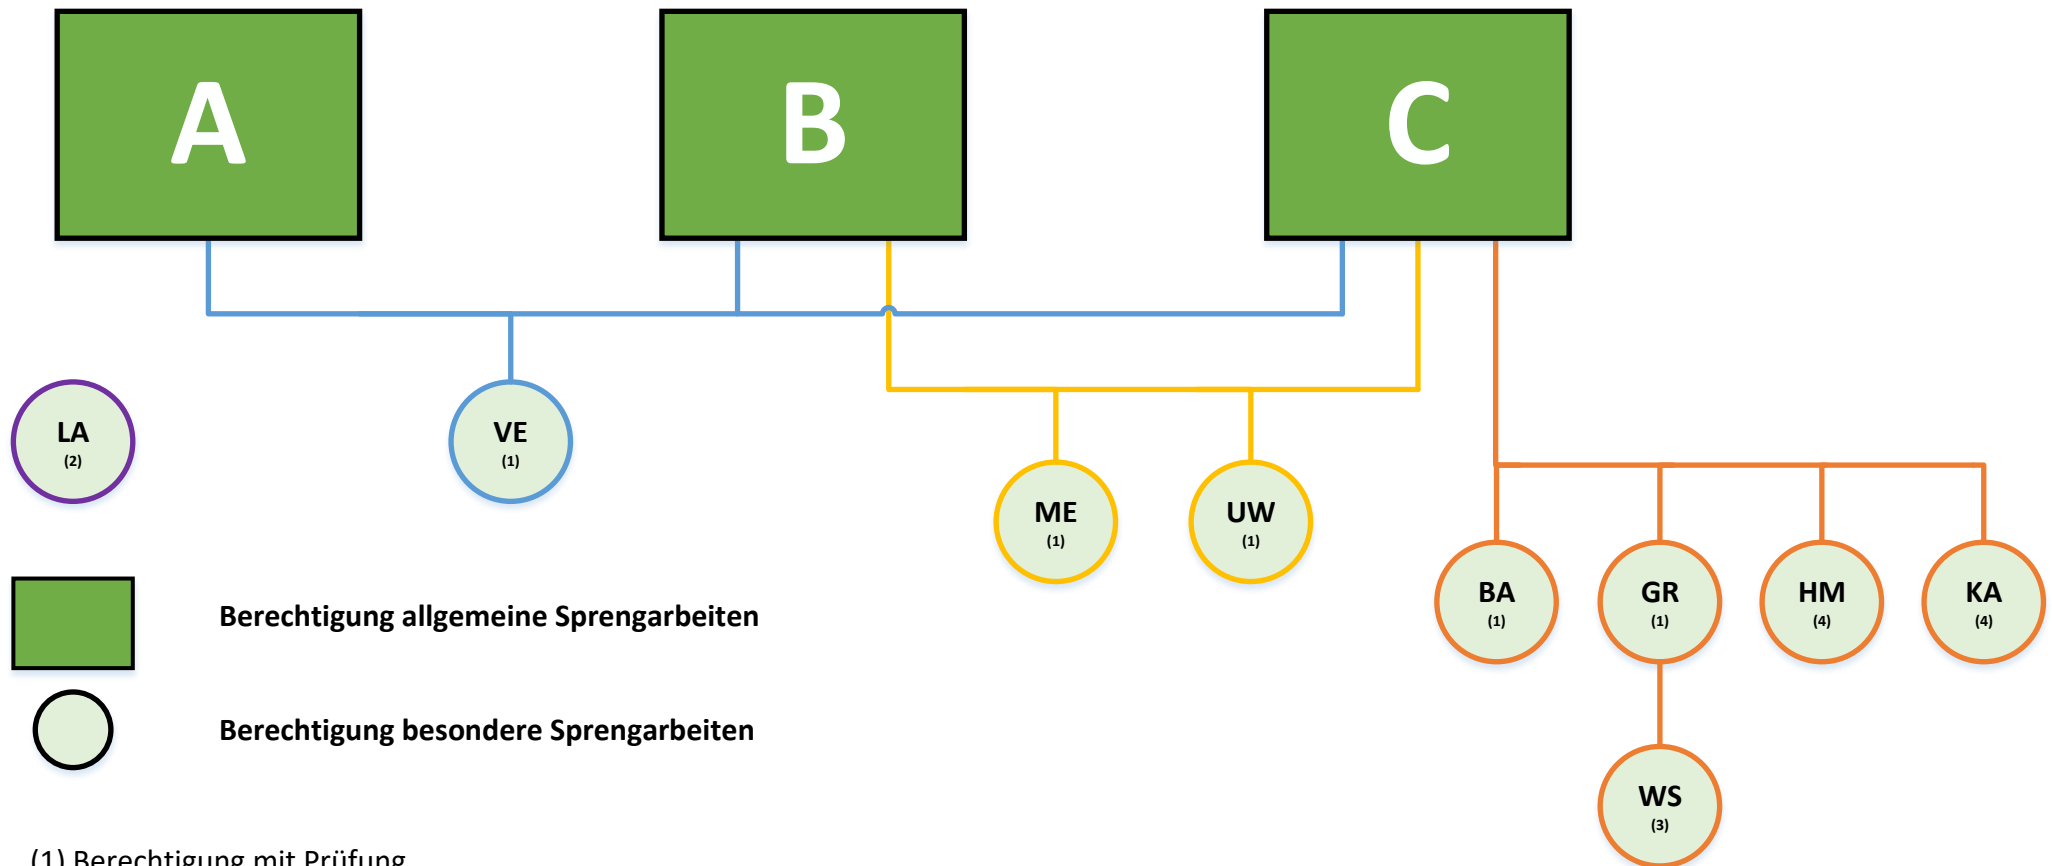 A
B
C
LA
(2)
VE
(1)
ME
(1)
UW
(1)
BA
(1)
GR
(1)
HM
(4)
KA
(4)
Berechtigung allgemeine Sprengarbeiten
Berechtigung besondere Sprengarbeiten
WS
(3)
(1) Berechtigung mit Prüfung